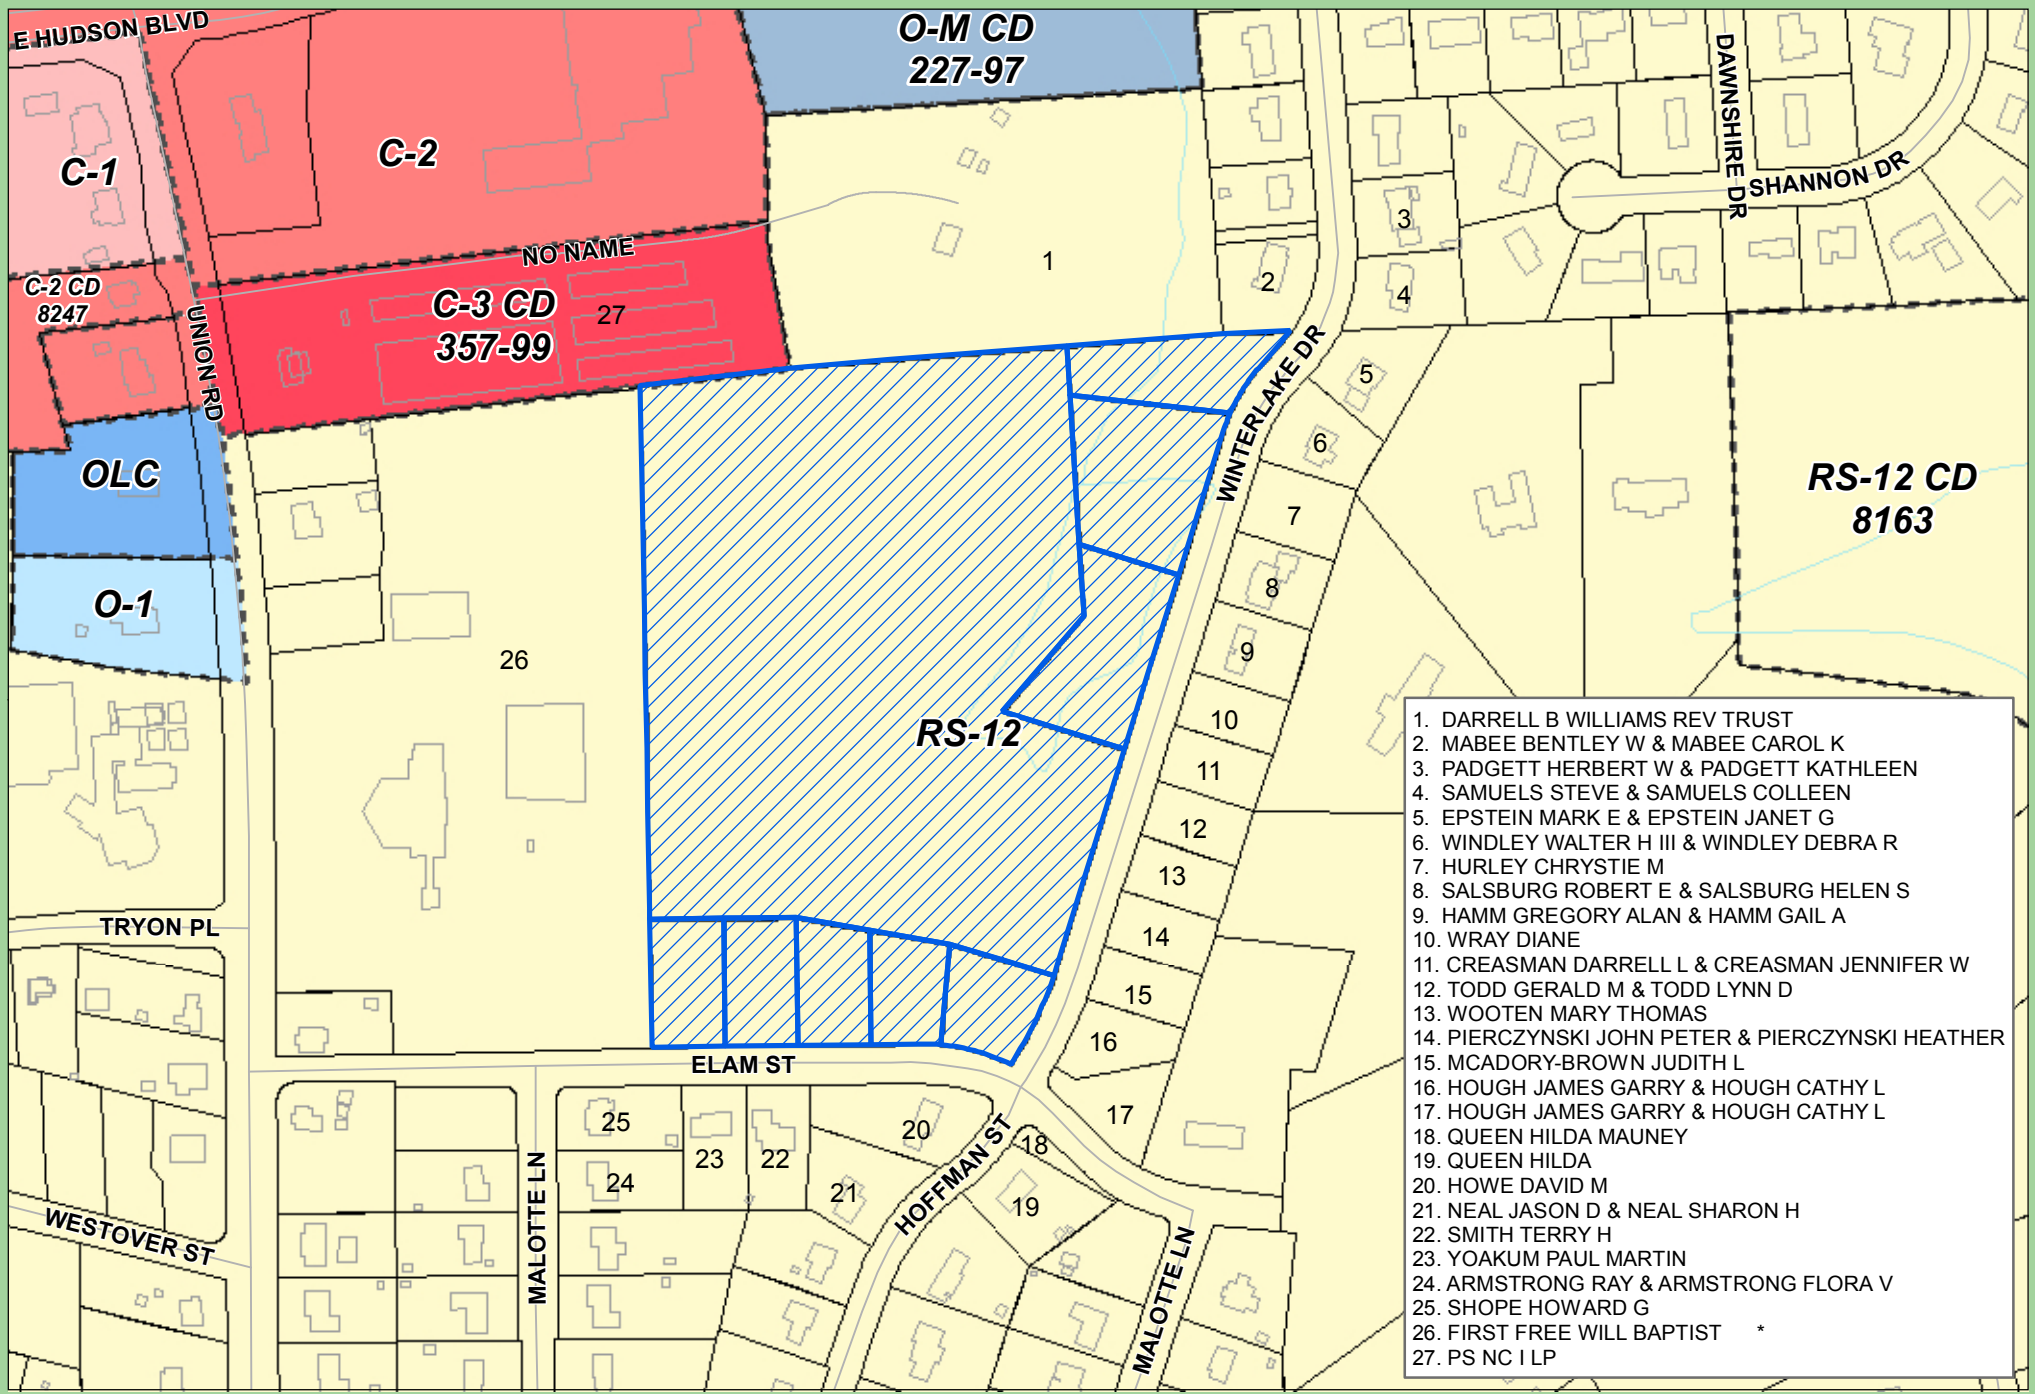 E HUDSON BLVD
O-M CD
227-97
C-1
C-2
DAWNSHIRE DR
SHANNON DR
3
NO NAME
1
2
4
C-2 CD
8247
C-3 CD
357-99
27
UNION RD
WINTERLAKE DR
5
6
OLC
RS-12 CD
8163
7
8
O-1
9
26
RS-12
10
11
12
13
14
15
16
TRYON PL
ELAM ST
17
25
20
18
23
22
24
21
19
HOFFMAN ST
MALOTTE LN
WESTOVER ST
MALOTTE LN
1. DARRELL B WILLIAMS REV TRUST
2. MABEE BENTLEY W & MABEE CAROL K
3. PADGETT HERBERT W & PADGETT KATHLEEN
4. SAMUELS STEVE & SAMUELS COLLEEN
5. EPSTEIN MARK E & EPSTEIN JANET G
6. WINDLEY WALTER H III & WINDLEY DEBRA R
7. HURLEY CHRYSTIE M
8. SALSBURG ROBERT E & SALSBURG HELEN S
9. HAMM GREGORY ALAN & HAMM GAIL A
10. WRAY DIANE
11. CREASMAN DARRELL L & CREASMAN JENNIFER W
12. TODD GERALD M & TODD LYNN D
13. WOOTEN MARY THOMAS
14. PIERCZYNSKI JOHN PETER & PIERCZYNSKI HEATHER
15. MCADORY-BROWN JUDITH L
16. HOUGH JAMES GARRY & HOUGH CATHY L
17. HOUGH JAMES GARRY & HOUGH CATHY L
18. QUEEN HILDA MAUNEY
19. QUEEN HILDA
20. HOWE DAVID M
21. NEAL JASON D & NEAL SHARON H
22. SMITH TERRY H
23. YOAKUM PAUL MARTIN
24. ARMSTRONG RAY & ARMSTRONG FLORA V
25. SHOPE HOWARD G
26. FIRST FREE WILL BAPTIST *
27. PS NC I LP